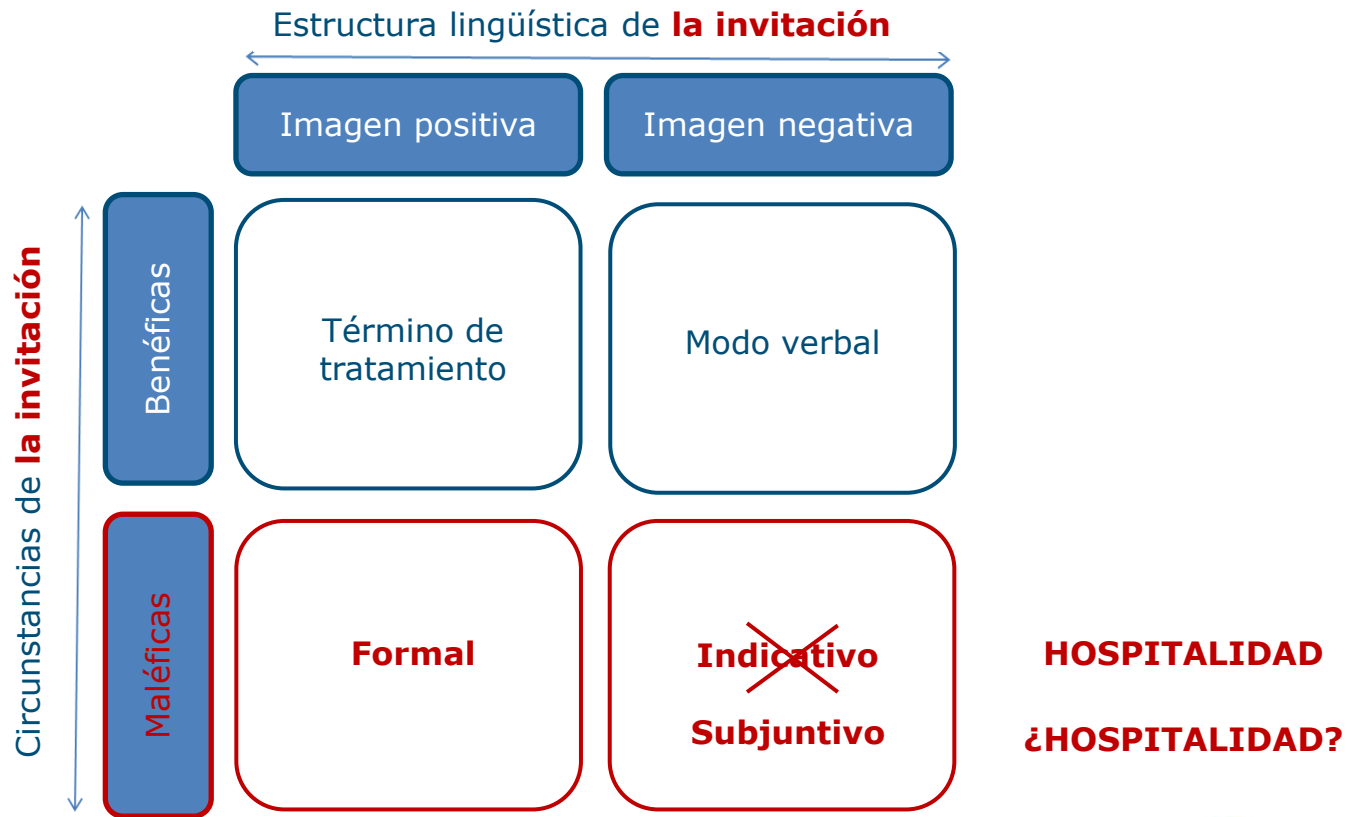 Estructura lingüística de la invitación
Imagen positiva
Imagen negativa
Circunstancias de la invitación
Benéficas
Término de
tratamiento
Modo verbal
Maléficas
Formal
Indicativo
HOSPITALIDAD
Subjuntivo
¿HOSPITALIDAD?